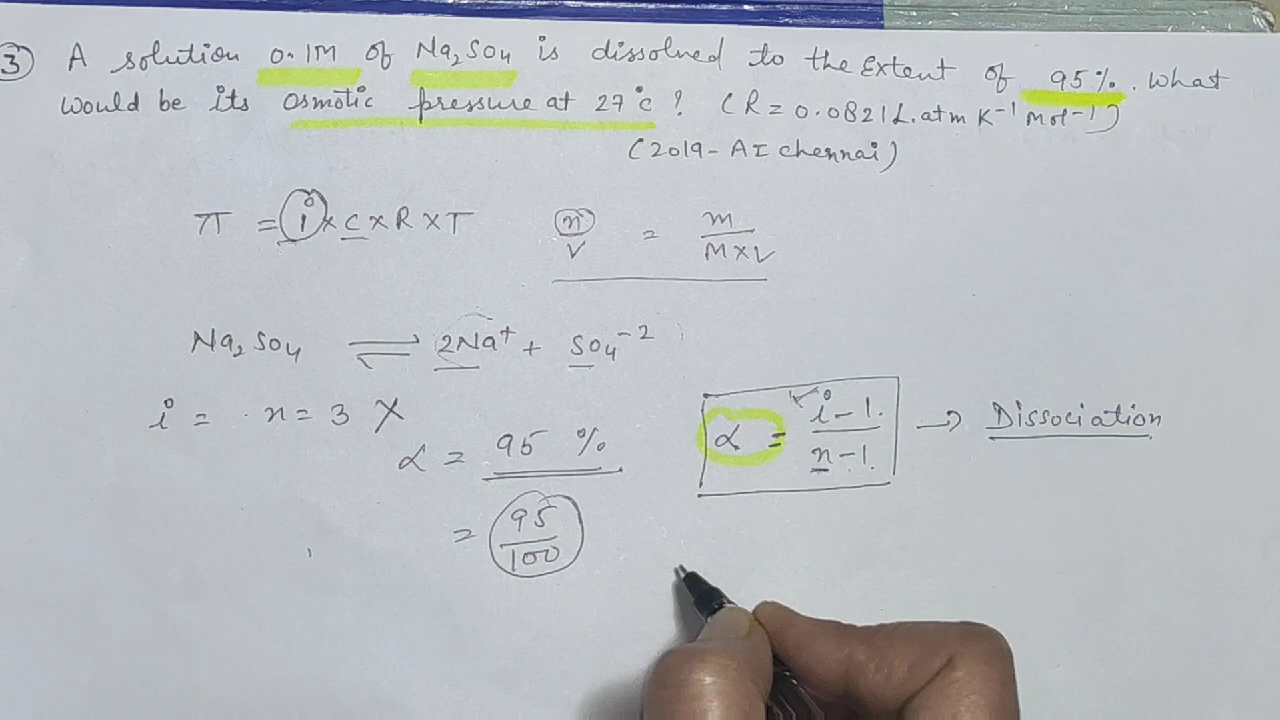 3 A solution 0.1M of Na₂SO₄ is dissolved to the Extent of 95%. what
would be its Osmotic pressure at 27°C ? (R = 0.0821 L.atm K⁻¹ Mol⁻¹)
(2019 - AI chennai)
π = i × C × R × T
n/V = m/(M×V)
Na₂SO₄ ⇌ 2Na⁺ + SO₄⁻²
i = n = 3 X
α = 95 %
α = (i-1.)/(n-1.) → Dissociation
= 95/100